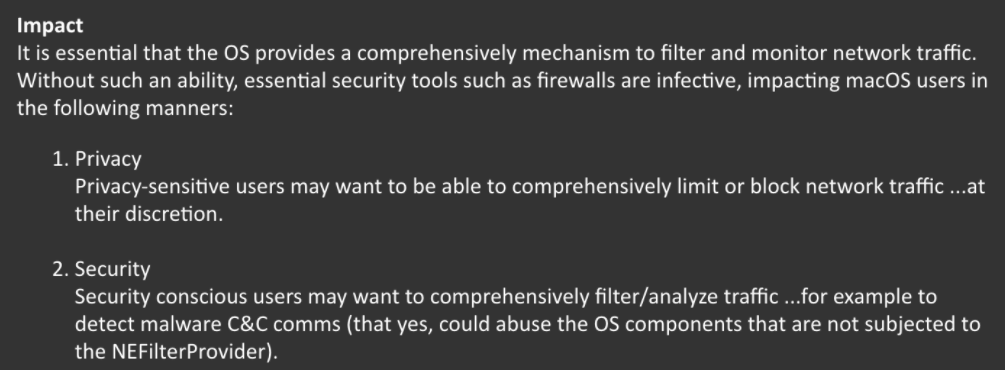 Impact
It is essential that the OS provides a comprehensively mechanism to filter and monitor network traffic.
Without such an ability, essential security tools such as firewalls are infective, impacting macOS users in
the following manners:
1. Privacy
Privacy-sensitive users may want to be able to comprehensively limit or block network traffic ...at
their discretion.
2. Security
Security conscious users may want to comprehensively filter/analyze traffic ...for example to
detect malware C&C comms (that yes, could abuse the OS components that are not subjected to
the NEFilterProvider).